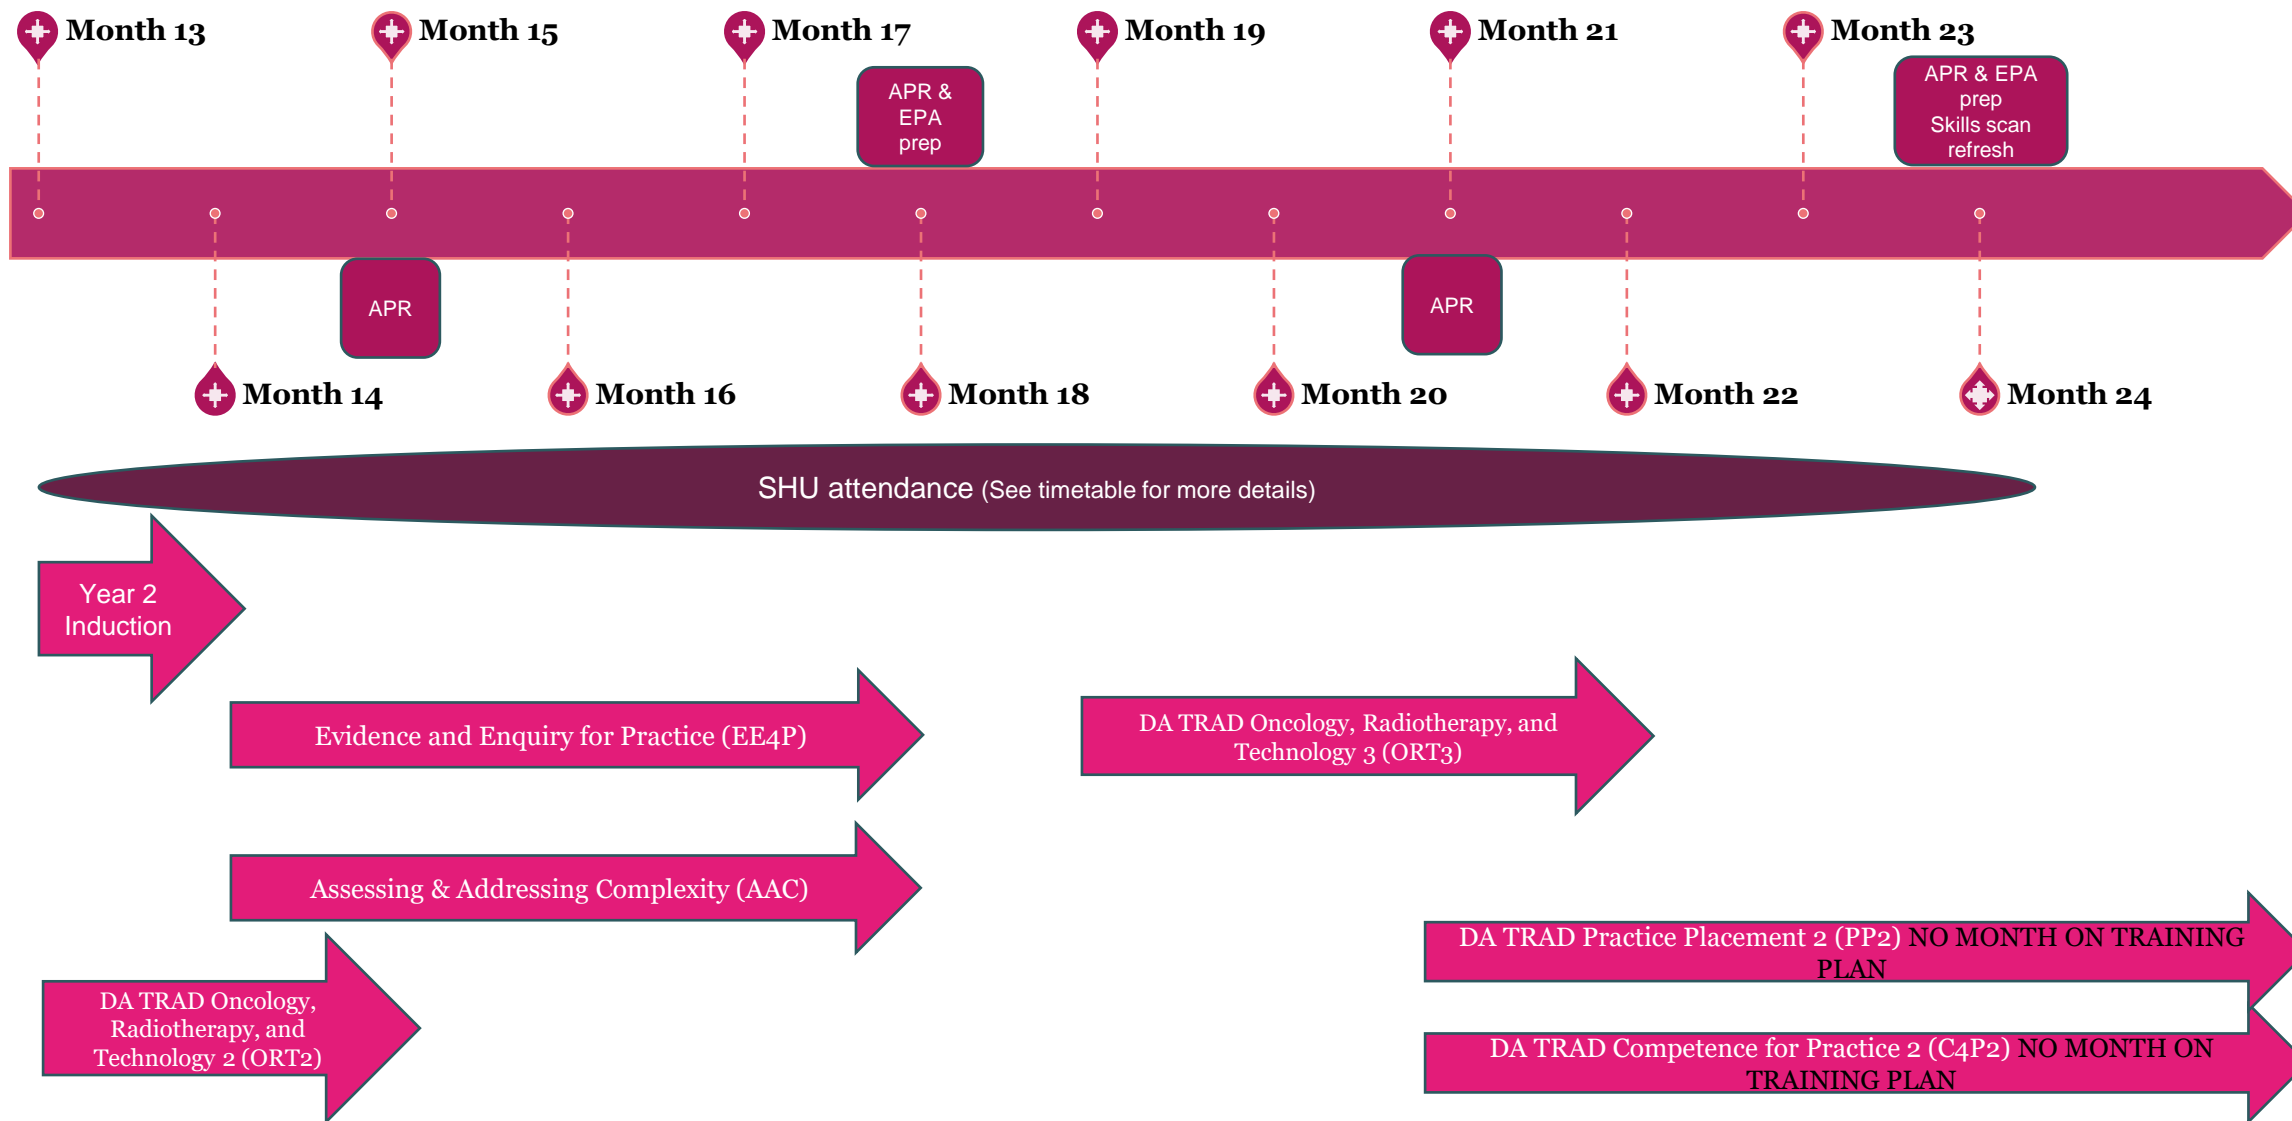 Month 13
Month 15
Month 17
Month 19
Month 21
Month 23
APR &
EPA
prep
APR & EPA
prep
Skills scan
refresh
APR
APR
Month 14
Month 16
Month 18
Month 20
Month 22
Month 24
SHU attendance (See timetable for more details)
Year 2
Induction
Evidence and Enquiry for Practice (EE4P)
DA TRAD Oncology, Radiotherapy, and
Technology 3 (ORT3)
Assessing & Addressing Complexity (AAC)
DA TRAD Practice Placement 2 (PP2) NO MONTH ON TRAINING
PLAN
DA TRAD Oncology,
Radiotherapy, and
Technology 2 (ORT2)
DA TRAD Competence for Practice 2 (C4P2) NO MONTH ON
TRAINING PLAN